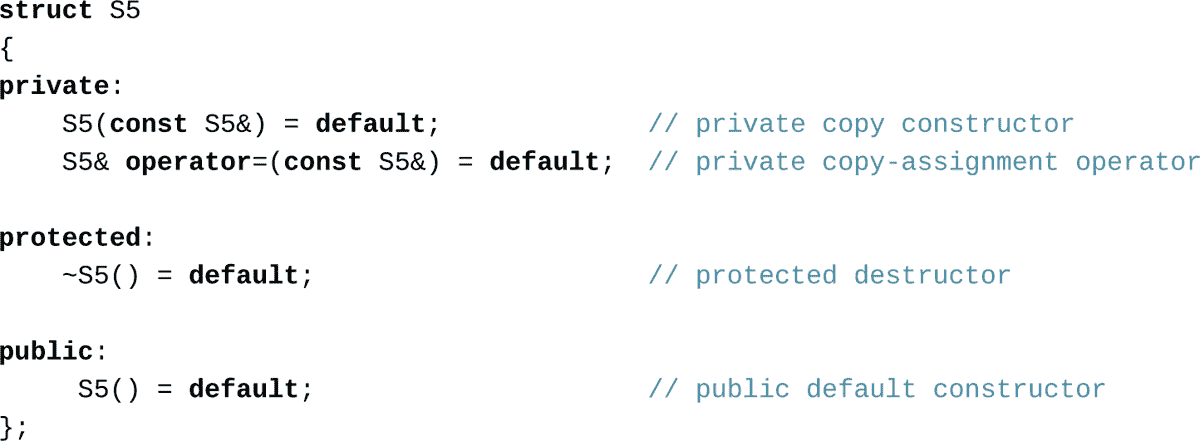 struct S5
{
private:
    S5(const S5&) = default;             // private copy constructor
    S5& operator=(const S5&) = default;  // private copy-assignment operator
protected:
    ~S5() = default;                     // protected destructor
public:
     S5() = default;                     // public default constructor
};